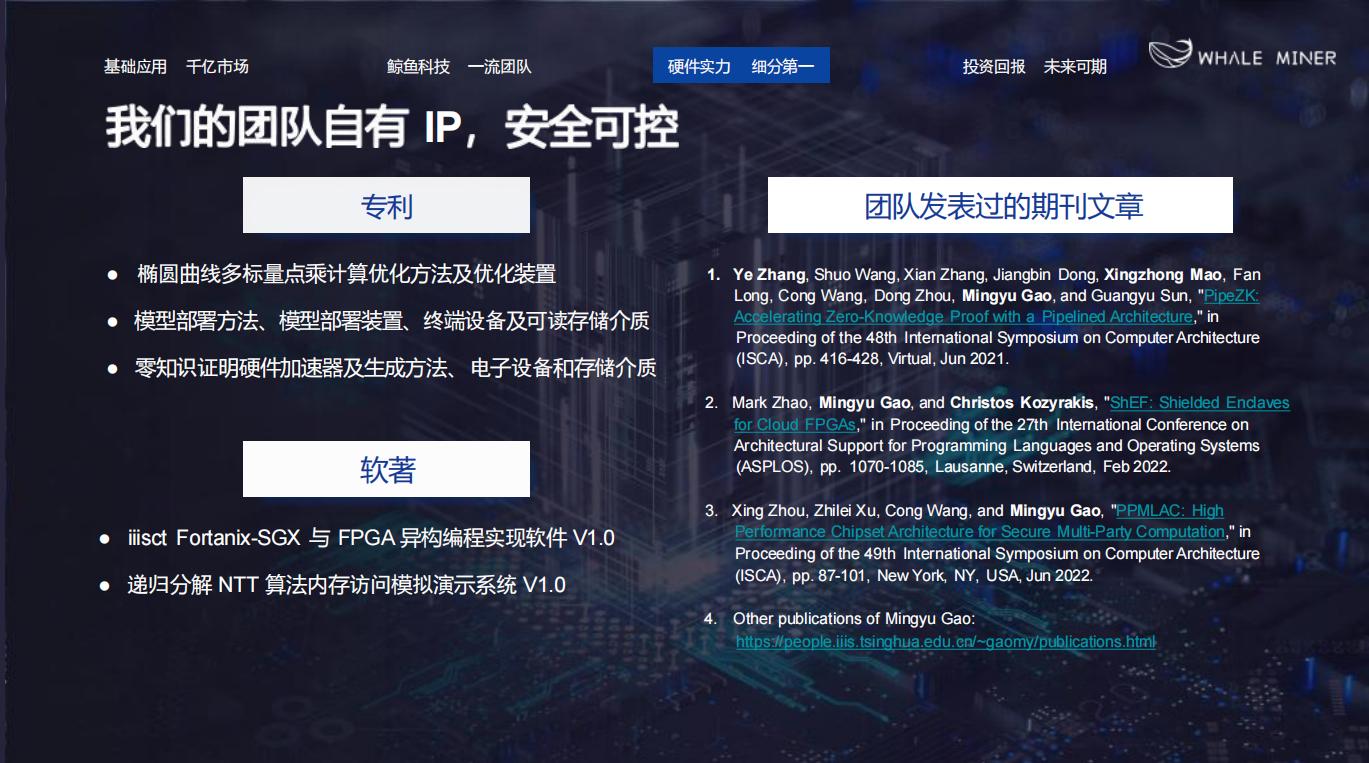 基础应用 千亿市场
鲸鱼科技 一流团队
硬件实力 细分第一
投资回报 未来可期
WHALE MINER
我们的团队自有 IP，安全可控
专利
椭圆曲线多标量点乘计算优化方法及优化装置
模型部署方法、模型部署装置、终端设备及可读存储介质
零知识证明硬件加速器及生成方法、电子设备和存储介质
软著
iiisct Fortanix-SGX 与 FPGA 异构编程实现软件 V1.0
递归分解 NTT 算法内存访问模拟演示系统 V1.0
团队发表过的期刊文章
1. Ye Zhang, Shuo Wang, Xian Zhang, Jiangbin Dong, Xingzhong Mao, Fan
Long, Cong Wang, Dong Zhou, Mingyu Gao, and Guangyu Sun, "PipeZK:
Accelerating Zero-Knowledge Proof with a Pipelined Architecture," in
Proceeding of the 48th International Symposium on Computer Architecture
(ISCA), pp. 416-428, Virtual, Jun 2021.
2. Mark Zhao, Mingyu Gao, and Christos Kozyrakis, "ShEF: Shielded Enclaves
for Cloud FPGAs," in Proceeding of the 27th International Conference on
Architectural Support for Programming Languages and Operating Systems
(ASPLOS), pp. 1070-1085, Lausanne, Switzerland, Feb 2022.
3. Xing Zhou, Zhilei Xu, Cong Wang, and Mingyu Gao, "PPMLAC: High
Performance Chipset Architecture for Secure Multi-Party Computation," in
Proceeding of the 49th International Symposium on Computer Architecture
(ISCA), pp. 87-101, New York, NY, USA, Jun 2022.
4. Other publications of Mingyu Gao:
https://people.iiis.tsinghua.edu.cn/~gaomy/publications.html